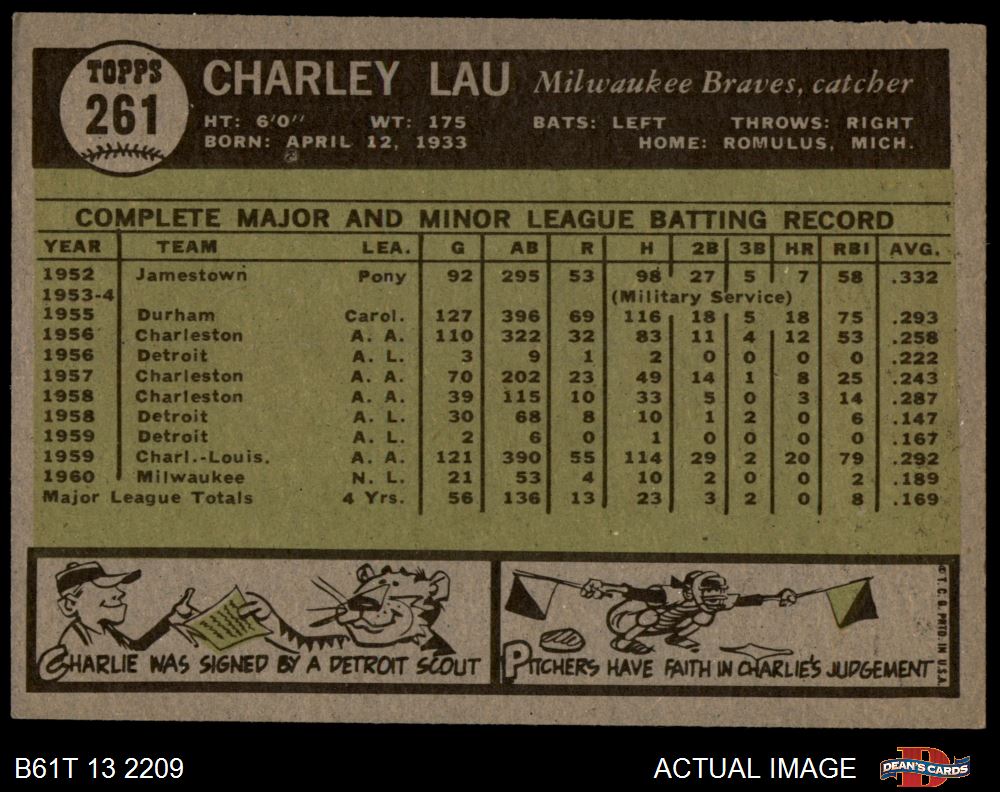 TOPPS
261
CHARLEY LAU Milwaukee Braves, catcher
HT: 6'0" WT: 175 BATS: LEFT THROWS: RIGHT
BORN: APRIL 12, 1933 HOME: ROMULUS, MICH.
COMPLETE MAJOR AND MINOR LEAGUE BATTING RECORD
YEAR TEAM LEA. G AB R H 2B 3B HR RBI AVG.
1952 Jamestown Pony 92 295 53 98 27 5 7 58 .332
1953-4 (Military Service)
1955 Durham Carol. 127 396 69 116 18 5 18 75 .293
1956 Charleston A. A. 110 322 32 83 11 4 12 53 .258
1956 Detroit A. L. 3 9 1 2 0 0 0 0 .222
1957 Charleston A. A. 70 202 23 49 14 1 8 25 .243
1958 Charleston A. A. 39 115 10 33 5 0 3 14 .287
1958 Detroit A. L. 30 68 8 10 1 2 0 6 .147
1959 Detroit A. L. 2 6 0 1 0 0 0 0 .167
1959 Charl.-Louis. A. A. 121 390 55 114 29 2 20 79 .292
1960 Milwaukee N. L. 21 53 4 10 2 0 0 2 .189
Major League Totals 4 Yrs. 56 136 13 23 3 2 0 8 .169
CHARLIE WAS SIGNED BY A DETROIT SCOUT
PITCHERS HAVE FAITH IN CHARLIE'S JUDGEMENT
© T. C. G. PRTD. IN U.S.A.
B61T 13 2209
ACTUAL IMAGE
D
DEAN'S CARDS